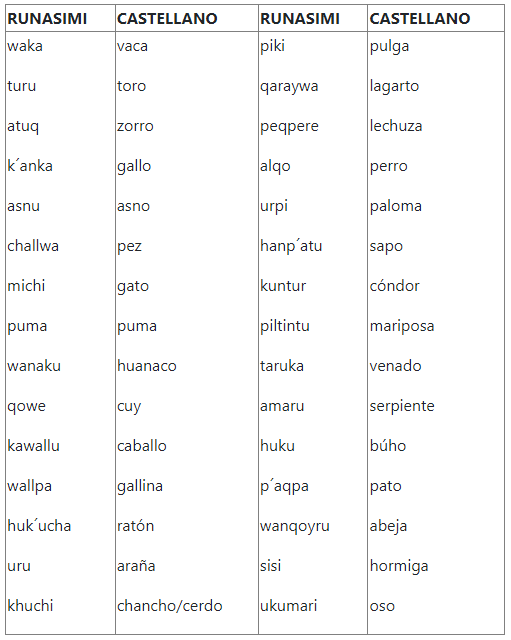 RUNASIMI CASTELLANO RUNASIMI CASTELLANO
waka vaca piki pulga
turu toro qaraywa lagarto
atuq zorro peqpere lechuza
k´anka gallo alqo perro
asnu asno urpi paloma
challwa pez hanp´atu sapo
michi gato kuntur cóndor
puma puma piltintu mariposa
wanaku huanaco taruka venado
qowe cuy amaru serpiente
kawallu caballo huku búho
wallpa gallina p´aqpa pato
huk´ucha ratón wanqoyru abeja
uru araña sisi hormiga
khuchi chancho/cerdo ukumari oso